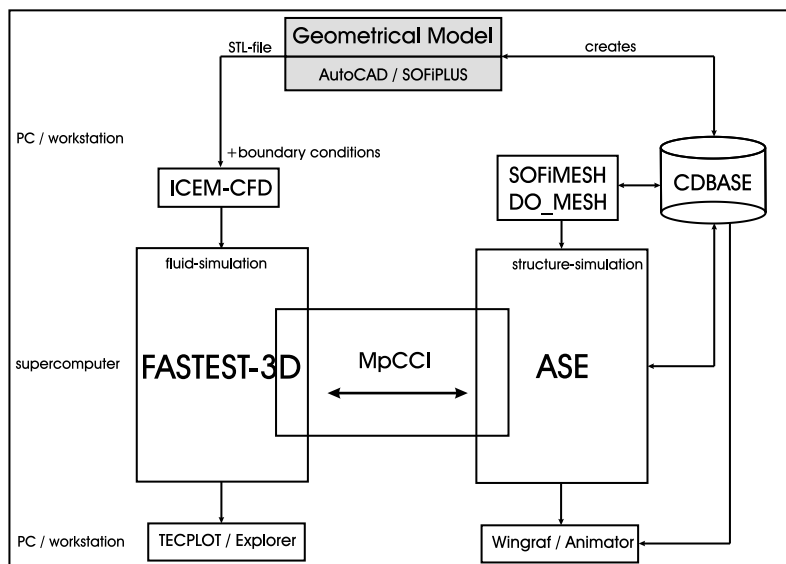 Geometrical Model
STL-file
creates
AutoCAD / SOFiPLUS
PC / workstation
+boundary conditions
ICEM-CFD
SOFiMESH
DO_MESH
CDBASE
fluid-simulation
structure-simulation
supercomputer
FASTEST-3D
MpCCI
ASE
PC / workstation
TECPLOT / Explorer
Wingraf / Animator